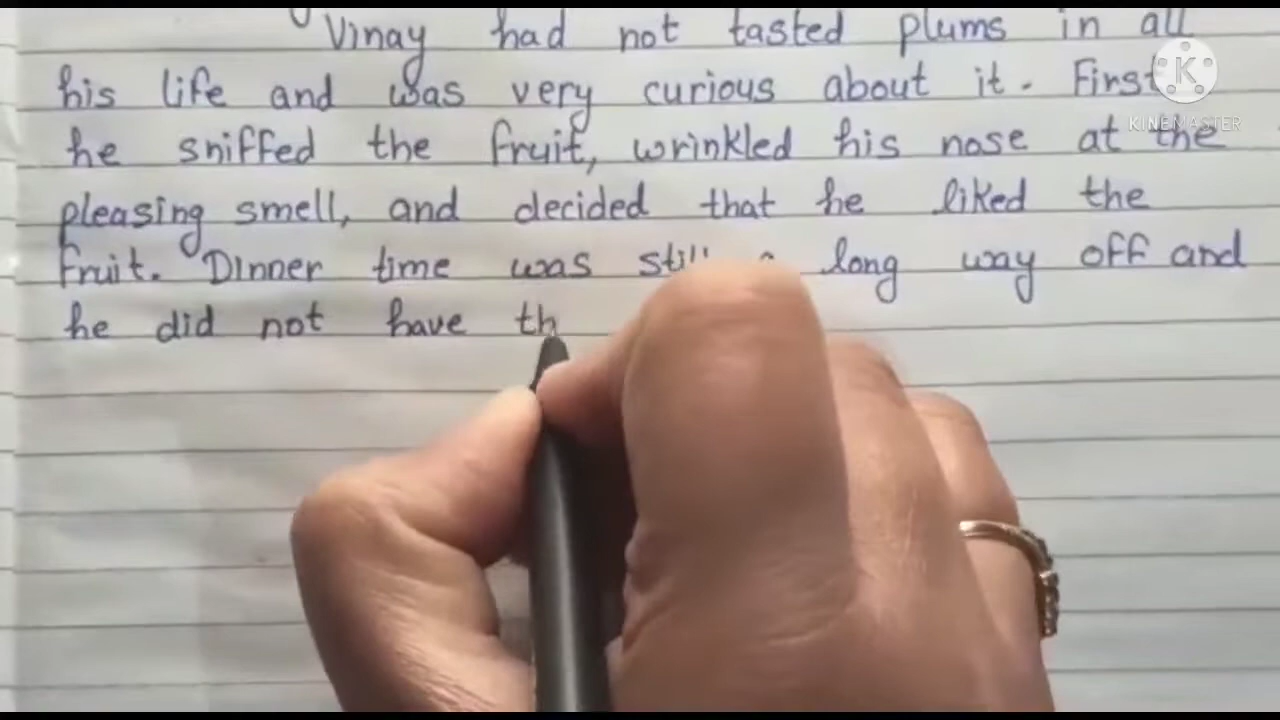 Vinay had not tasted plums in all
his life and was very curious about it. First
he sniffed the fruit, wrinkled his nose at the
pleasing smell, and decided that he liked the
fruit. Dinner time was still a long way off and
he did not have th
KINEMASTER